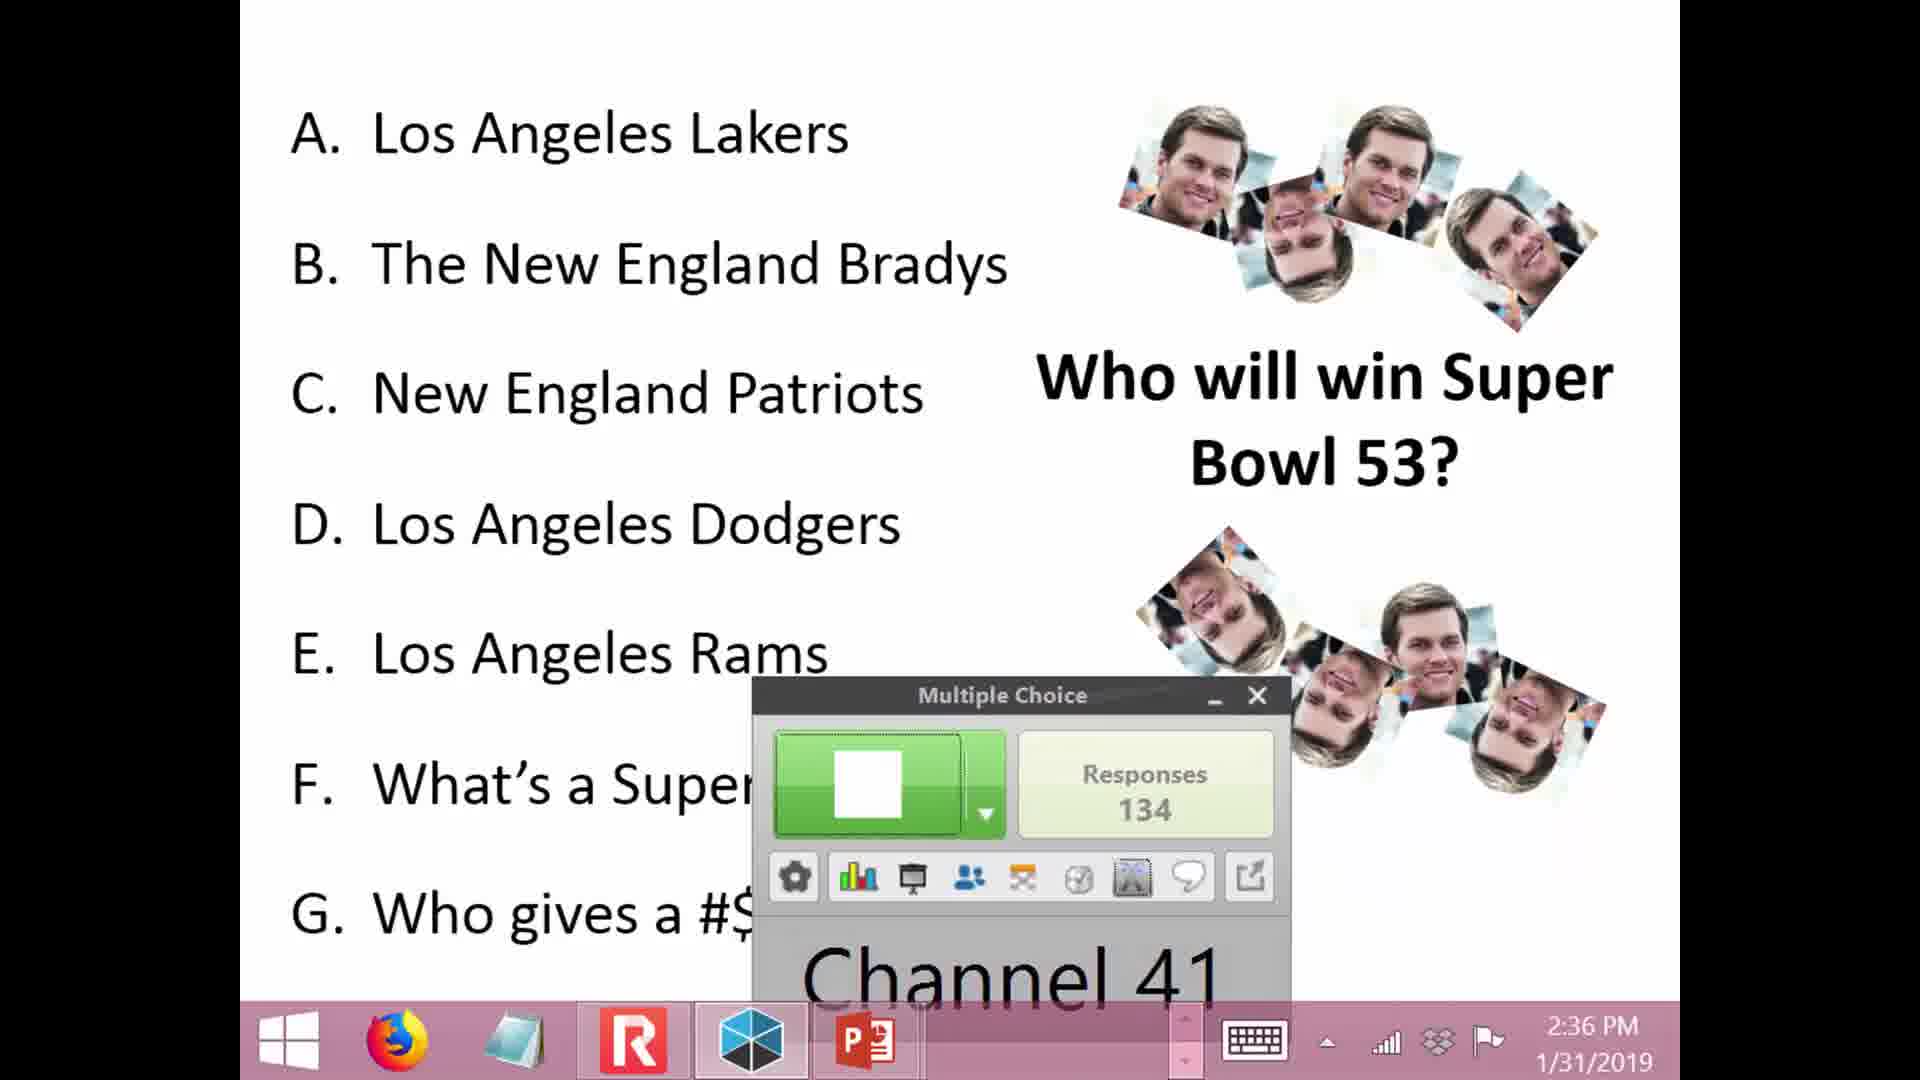 A. Los Angeles Lakers
B. The New England Bradys
C. New England Patriots
D. Los Angeles Dodgers
E. Los Angeles Rams
F. What’s a Super
G. Who gives a #$
Who will win Super
Bowl 53?
Multiple Choice
Responses
134
Channel 41
2:36 PM
1/31/2019